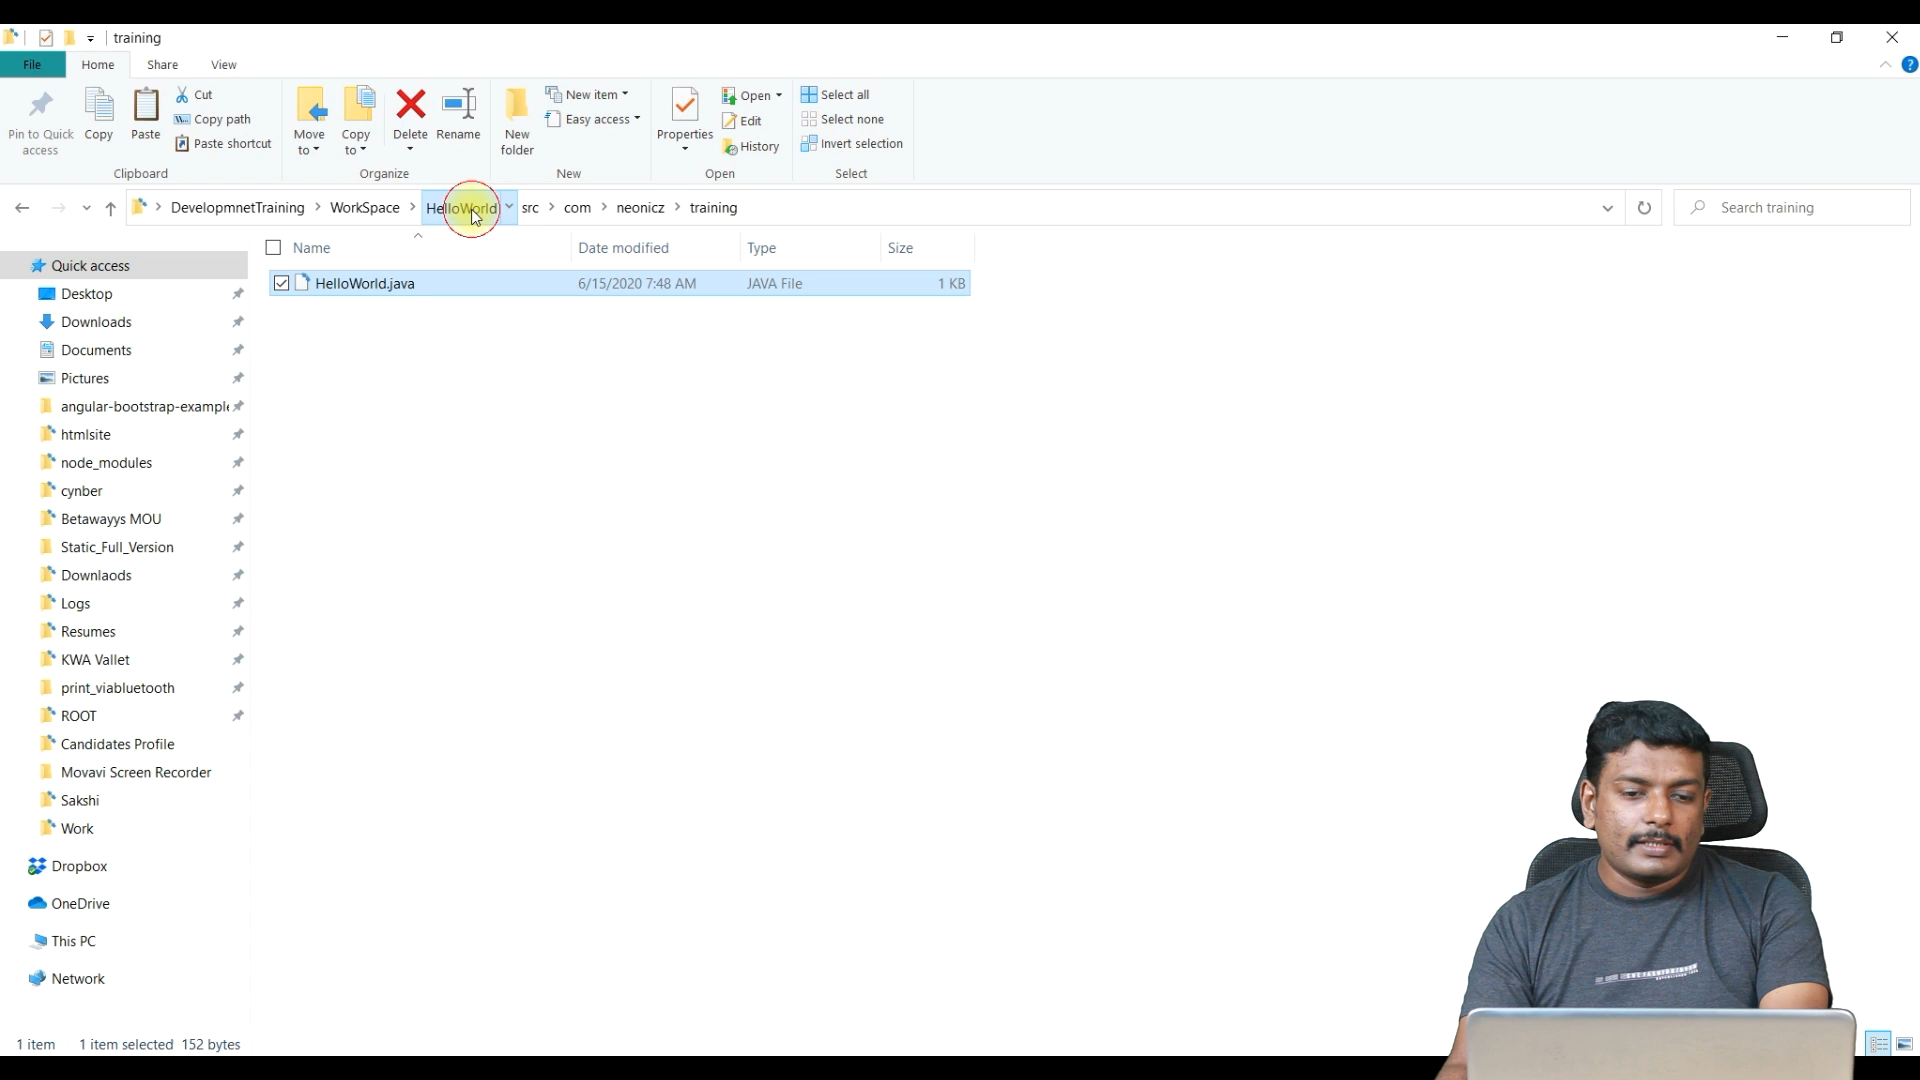 training
File Home Share View
Pin to Quick access
Copy
Paste
Cut
Copy path
Paste shortcut
Clipboard
Move to
Copy to
Delete
Rename
Organize
New folder
New item
Easy access
New
Properties
Open
Edit
History
Open
Select all
Select none
Invert selection
Select
DevelopmnetTraining > WorkSpace > HelloWorld src > com > neonicz > training
Search training
Name Date modified Type Size
HelloWorld.java 6/15/2020 7:48 AM JAVA File 1 KB
Quick access
Desktop
Downloads
Documents
Pictures
angular-bootstrap-example
htmlsite
node_modules
cynber
Betawayys MOU
Static_Full_Version
Downlaods
Logs
Resumes
KWA Vallet
print_viabluetooth
ROOT
Candidates Profile
Movavi Screen Recorder
Sakshi
Work
Dropbox
OneDrive
This PC
Network
1 item 1 item selected 152 bytes